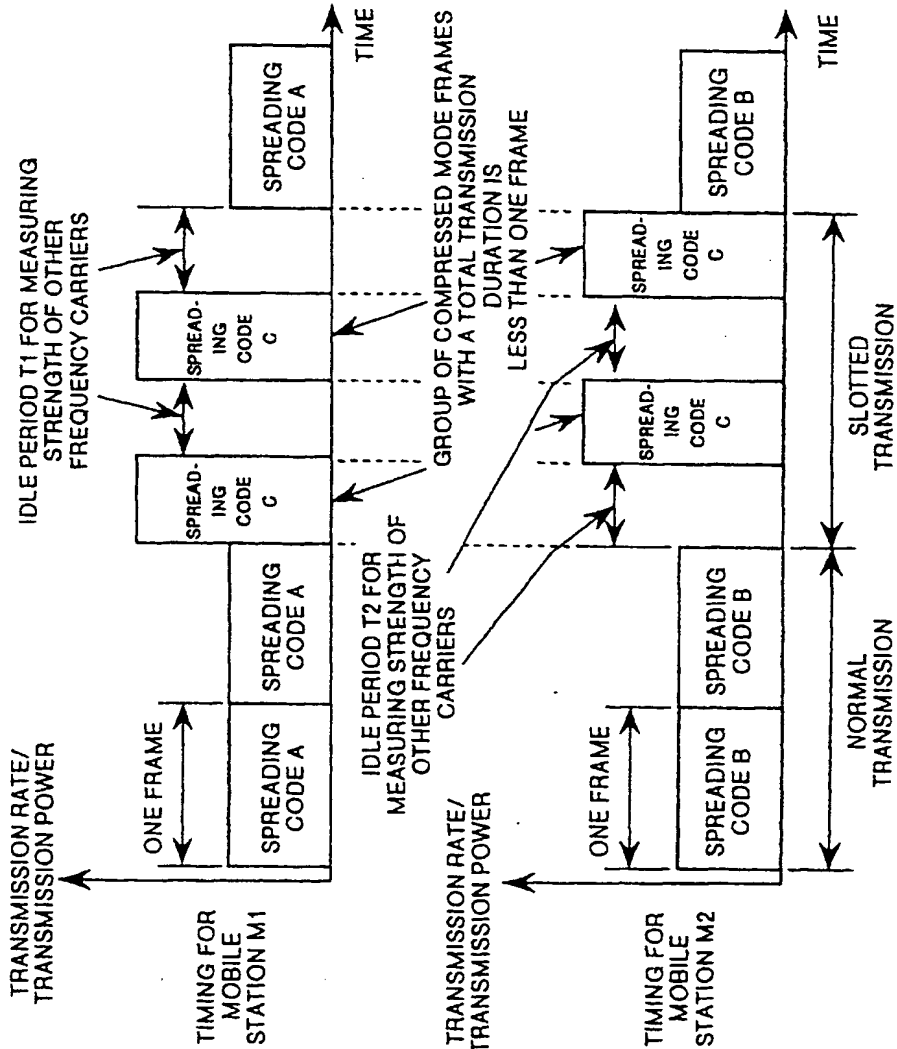 TRANSMISSION RATE/
TRANSMISSION POWER
TIMING FOR
MOBILE
STATION M1
ONE FRAME
SPREADING
CODE A
SPREADING
CODE A
SPREAD-
ING
CODE
C
SPREAD-
ING
CODE
C
SPREADING
CODE A
IDLE PERIOD T1 FOR MEASURING
STRENGTH OF OTHER
FREQUENCY CARRIERS
TIME
IDLE PERIOD T2 FOR
MEASURING STRENGTH OF
OTHER FREQUENCY
CARRIERS
GROUP OF COMPRESSED MODE FRAMES
WITH A TOTAL TRANSMISSION
DURATION IS
LESS THAN ONE FRAME
TRANSMISSION RATE/
TRANSMISSION POWER
TIMING FOR
MOBILE
STATION M2
ONE FRAME
SPREADING
CODE B
SPREADING
CODE B
SPREAD-
ING
CODE
C
SPREAD-
ING
CODE
C
SPREADING
CODE B
TIME
NORMAL
TRANSMISSION
SLOTTED
TRANSMISSION